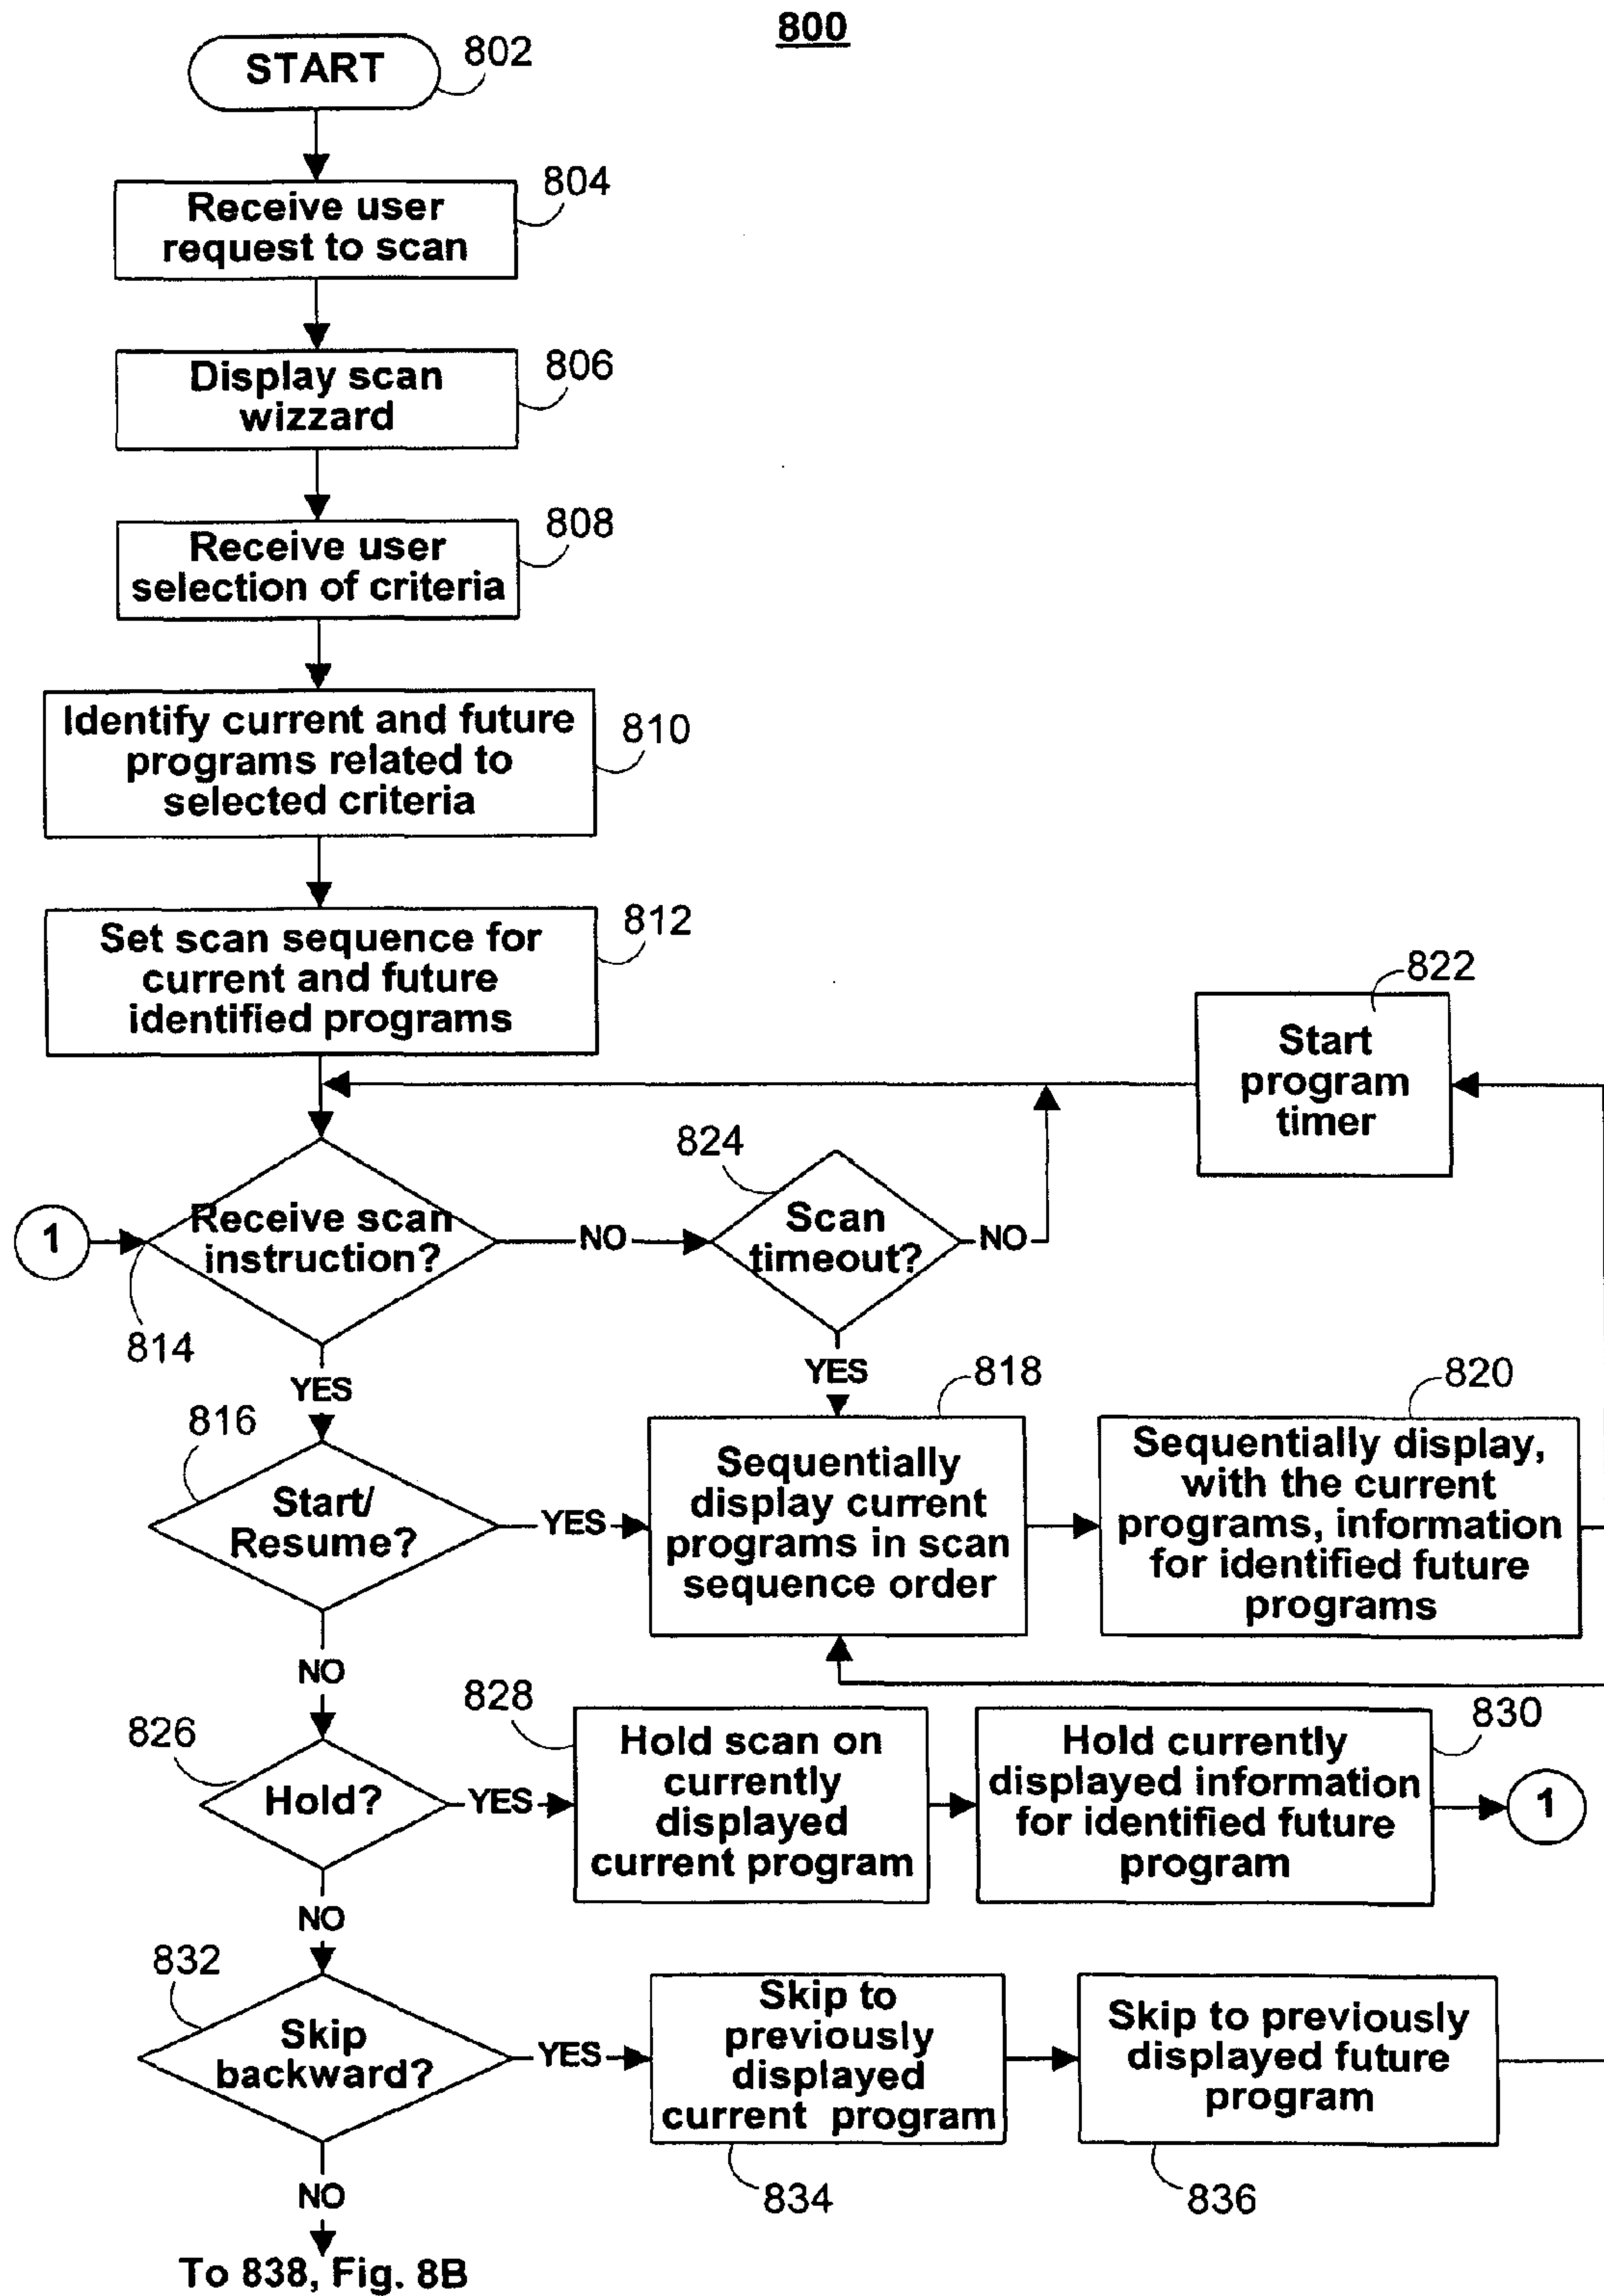 800
START
802
Receive user
request to scan
804
Display scan
wizzard
806
Receive user
selection of criteria
808
Identify current and future
programs related to
selected criteria
810
Set scan sequence for
current and future
identified programs
812
Start
program
timer
822
1
Receive scan
instruction?
814
NO
Scan
timeout?
824
NO
YES
YES
Start/
Resume?
816
YES
Sequentially
display current
programs in scan
sequence order
818
Sequentially display,
with the current
programs, information
for identified future
programs
820
NO
Hold?
826
YES
Hold scan on
currently
displayed
current program
828
Hold currently
displayed information
for identified future
program
830
1
NO
Skip
backward?
832
YES
Skip to
previously
displayed
current program
834
Skip to previously
displayed future
program
836
NO
To 838, Fig. 8B